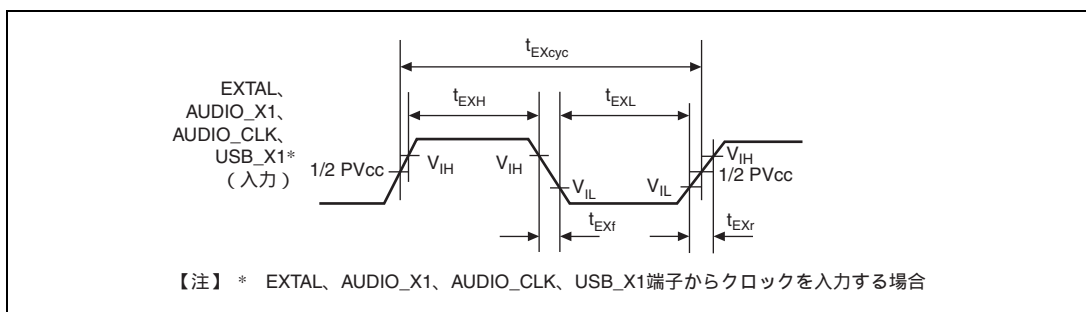 tEXcyc
EXTAL、
AUDIO_X1、
AUDIO_CLK、
USB_X1*
（入力）
tEXH
tEXL
1/2 PVcc
VIH
VIH
VIL
VIL
VIH
1/2 PVcc
tEXf
tEXr
【注】 * EXTAL、AUDIO_X1、AUDIO_CLK、USB_X1端子からクロックを入力する場合